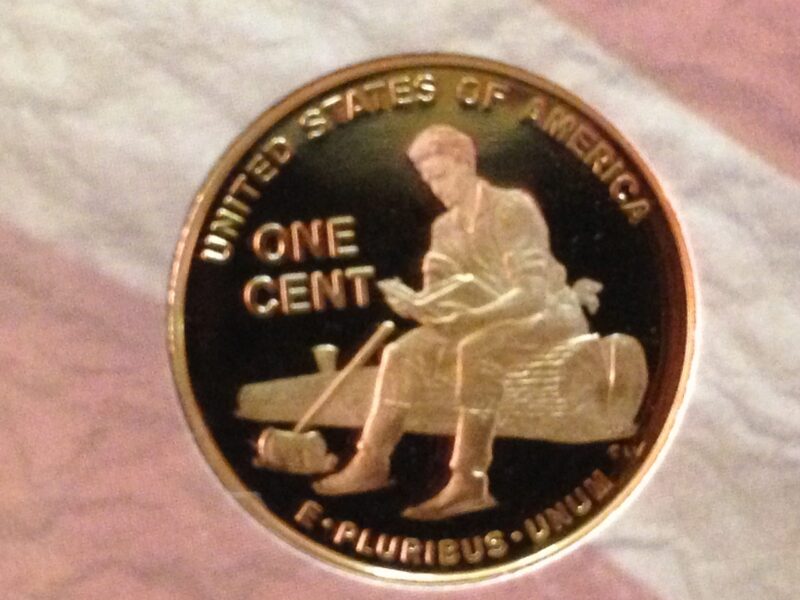 UNITED STATES OF AMERICA
ONE
CENT
E·PLURIBUS·UNUM